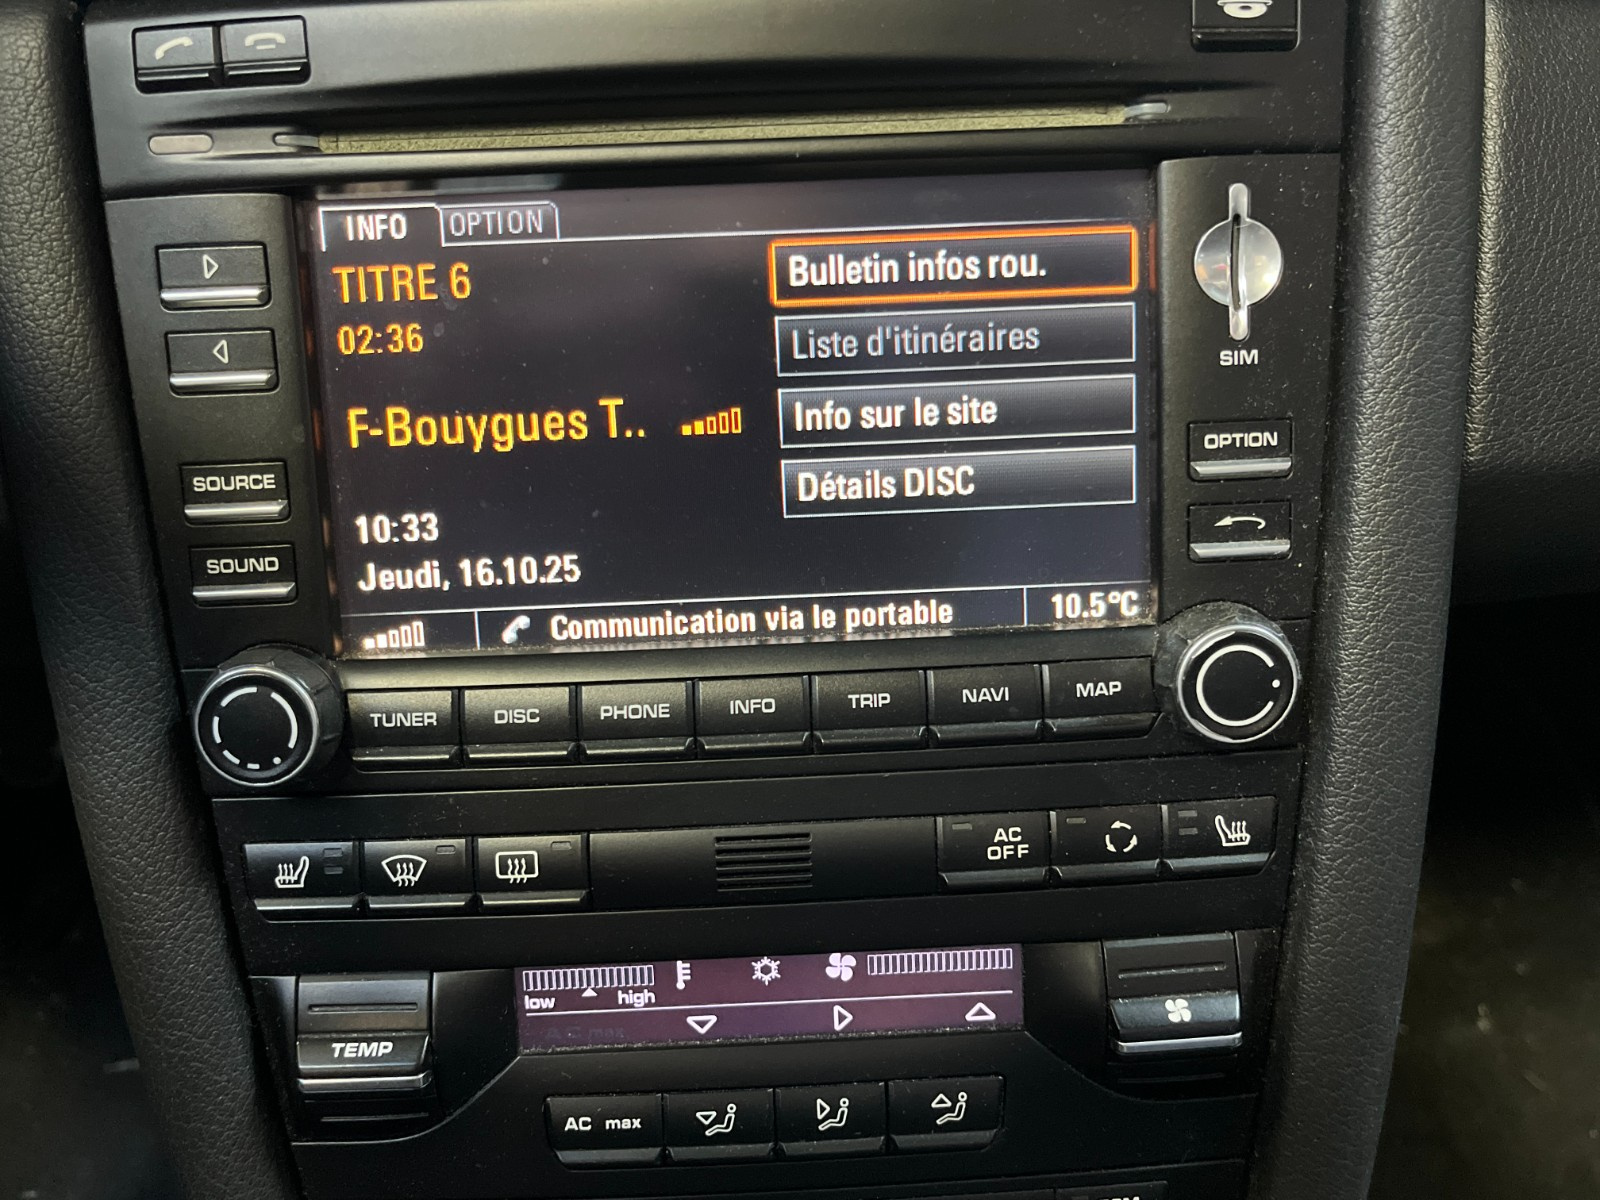 INFO OPTION
TITRE 6
02:36
F-Bouygues T..
10:33
Jeudi, 16.10.25
Bulletin infos rou.
Liste d'itinéraires
Info sur le site
Détails DISC
Communication via le portable
10.5°C
SOURCE
SOUND
SIM
OPTION
TUNER DISC PHONE INFO TRIP NAVI MAP
AC
OFF
low high
TEMP
AC max
AC max